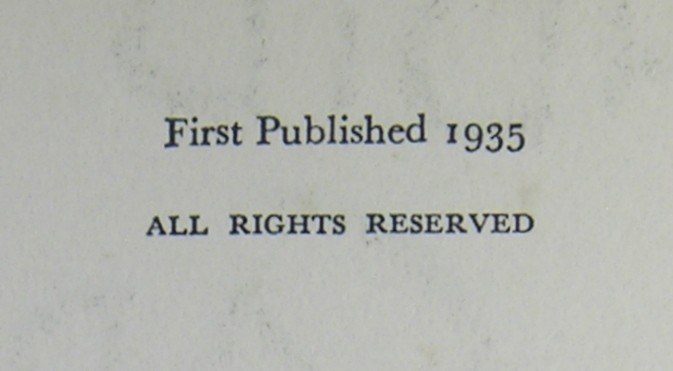 First Published 1935
ALL RIGHTS RESERVED